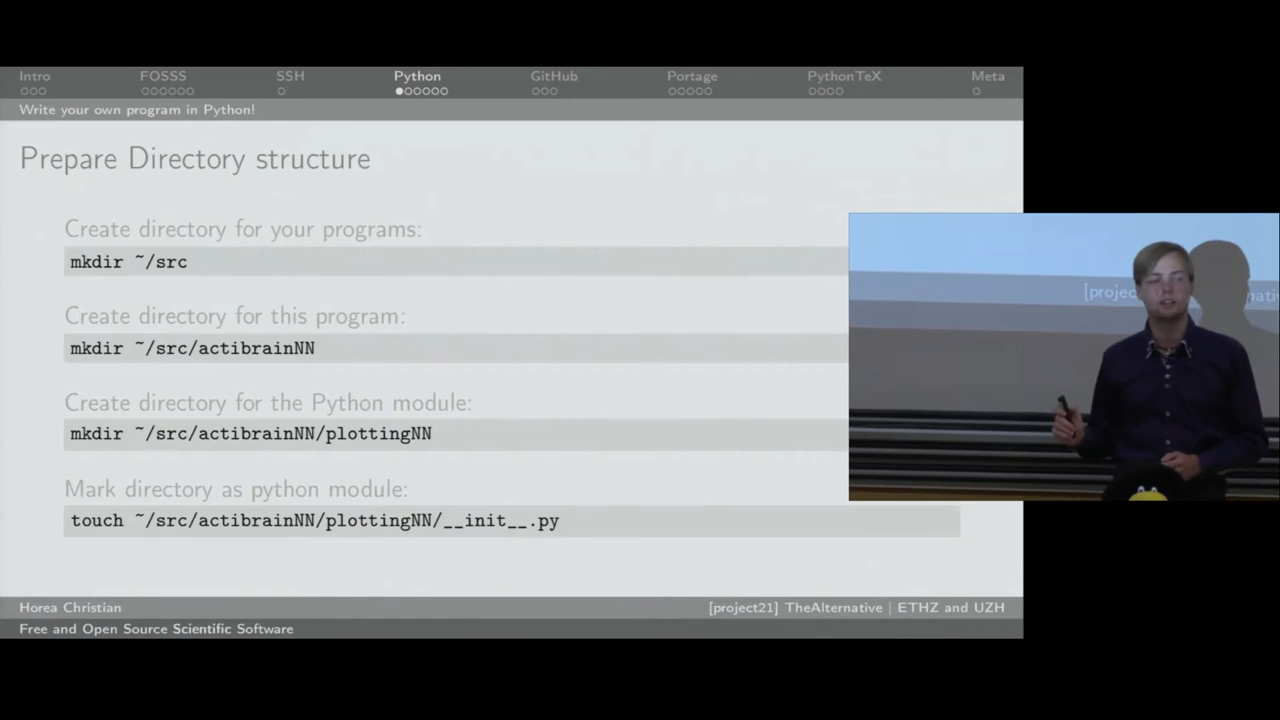 Intro FOSSS SSH Python GitHub Portage PythonTeX Meta
Write your own program in Python!
Prepare Directory structure
Create directory for your programs:
mkdir ~/src
Create directory for this program:
mkdir ~/src/actibrainNN
Create directory for the Python module:
mkdir ~/src/actibrainNN/plottingNN
Mark directory as python module:
touch ~/src/actibrainNN/plottingNN/__init__.py
[projec
nati
Horea Christian [project21] TheAlternative | ETHZ and UZH
Free and Open Source Scientific Software